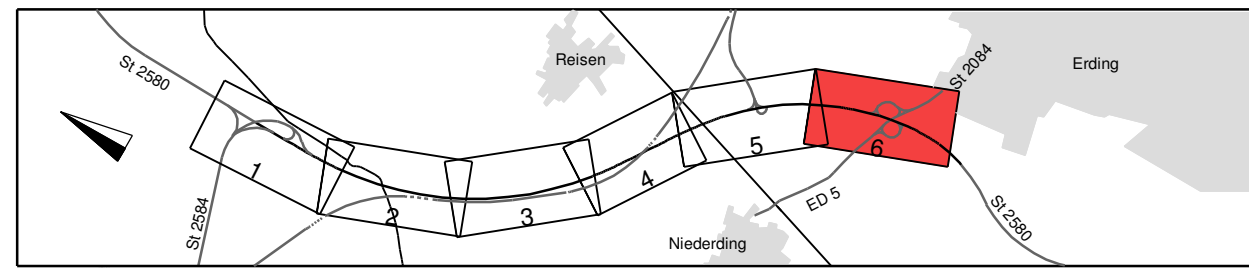 St 2580
Reisen
St 2084
Erding
1
2
3
4
5
6
St 2584
ED 5
Niederding
St 2580